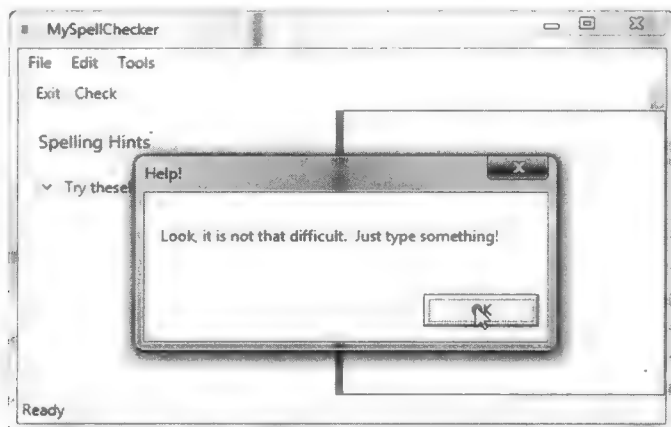 MySpellChecker
File Edit Tools
Exit Check
Spelling Hints
Try these
Help!
Look, it is not that difficult. Just type something!
OK
Ready